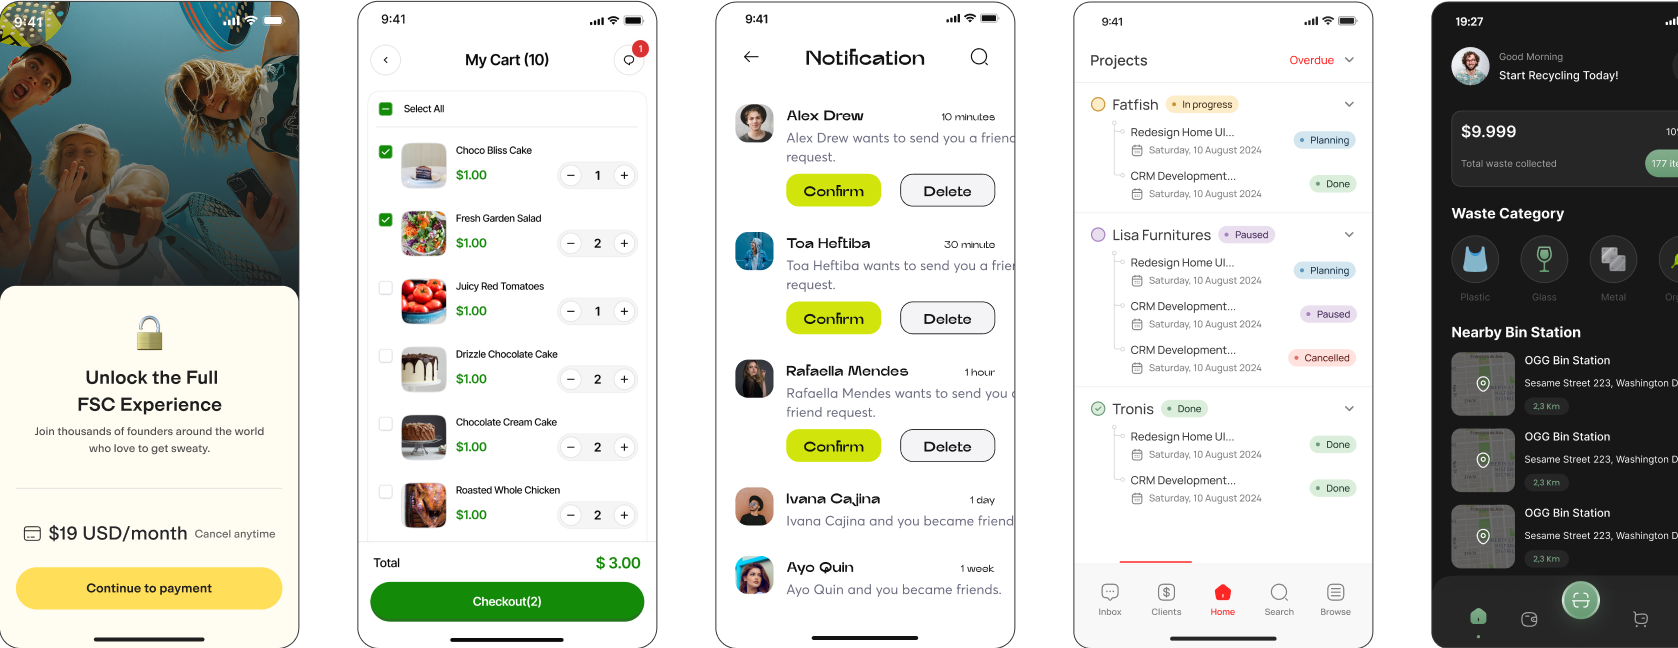 9:41
Unlock the Full
FSC Experience
Join thousands of founders around the world
who love to get sweaty.
$19 USD/month Cancel anytime
Continue to payment
9:41
My Cart (10)
1
Select All
Choco Bliss Cake
$1.00
1
Fresh Garden Salad
$1.00
2
Juicy Red Tomatoes
$1.00
1
Drizzle Chocolate Cake
$1.00
2
Chocolate Cream Cake
$1.00
2
Roasted Whole Chicken
$1.00
2
Total $ 3.00
Checkout(2)
9:41
Notification
Alex Drew 10 minutes
Alex Drew wants to send you a friend
request.
Confirm Delete
Toa Heftiba 30 minute
Toa Heftiba wants to send you a frien
request.
Confirm Delete
Rafaella Mendes 1 hour
Rafaella Mendes wants to send you a
friend request.
Confirm Delete
Ivana Cajina 1 day
Ivana Cajina and you became friend
Ayo Quin 1 week
Ayo Quin and you became friends.
9:41
Projects Overdue
Fatfish In progress
Redesign Home UI...
Planning
Saturday, 10 August 2024
CRM Development...
Done
Saturday, 10 August 2024
Lisa Furnitures Paused
Redesign Home UI...
Planning
Saturday, 10 August 2024
CRM Development...
Paused
Saturday, 10 August 2024
CRM Development...
Cancelled
Saturday, 10 August 2024
Tronis Done
Redesign Home UI...
Done
Saturday, 10 August 2024
CRM Development...
Done
Saturday, 10 August 2024
Inbox Clients Home Search Browse
19:27
Good Morning
Start Recycling Today!
$9.999 10
Total waste collected 177 ite
Waste Category
Plastic Glass Metal Or
Nearby Bin Station
OGG Bin Station
Sesame Street 223, Washington D
2,3 Km
OGG Bin Station
Sesame Street 223, Washington D
2,3 Km
OGG Bin Station
Sesame Street 223, Washington D
2,3 Km